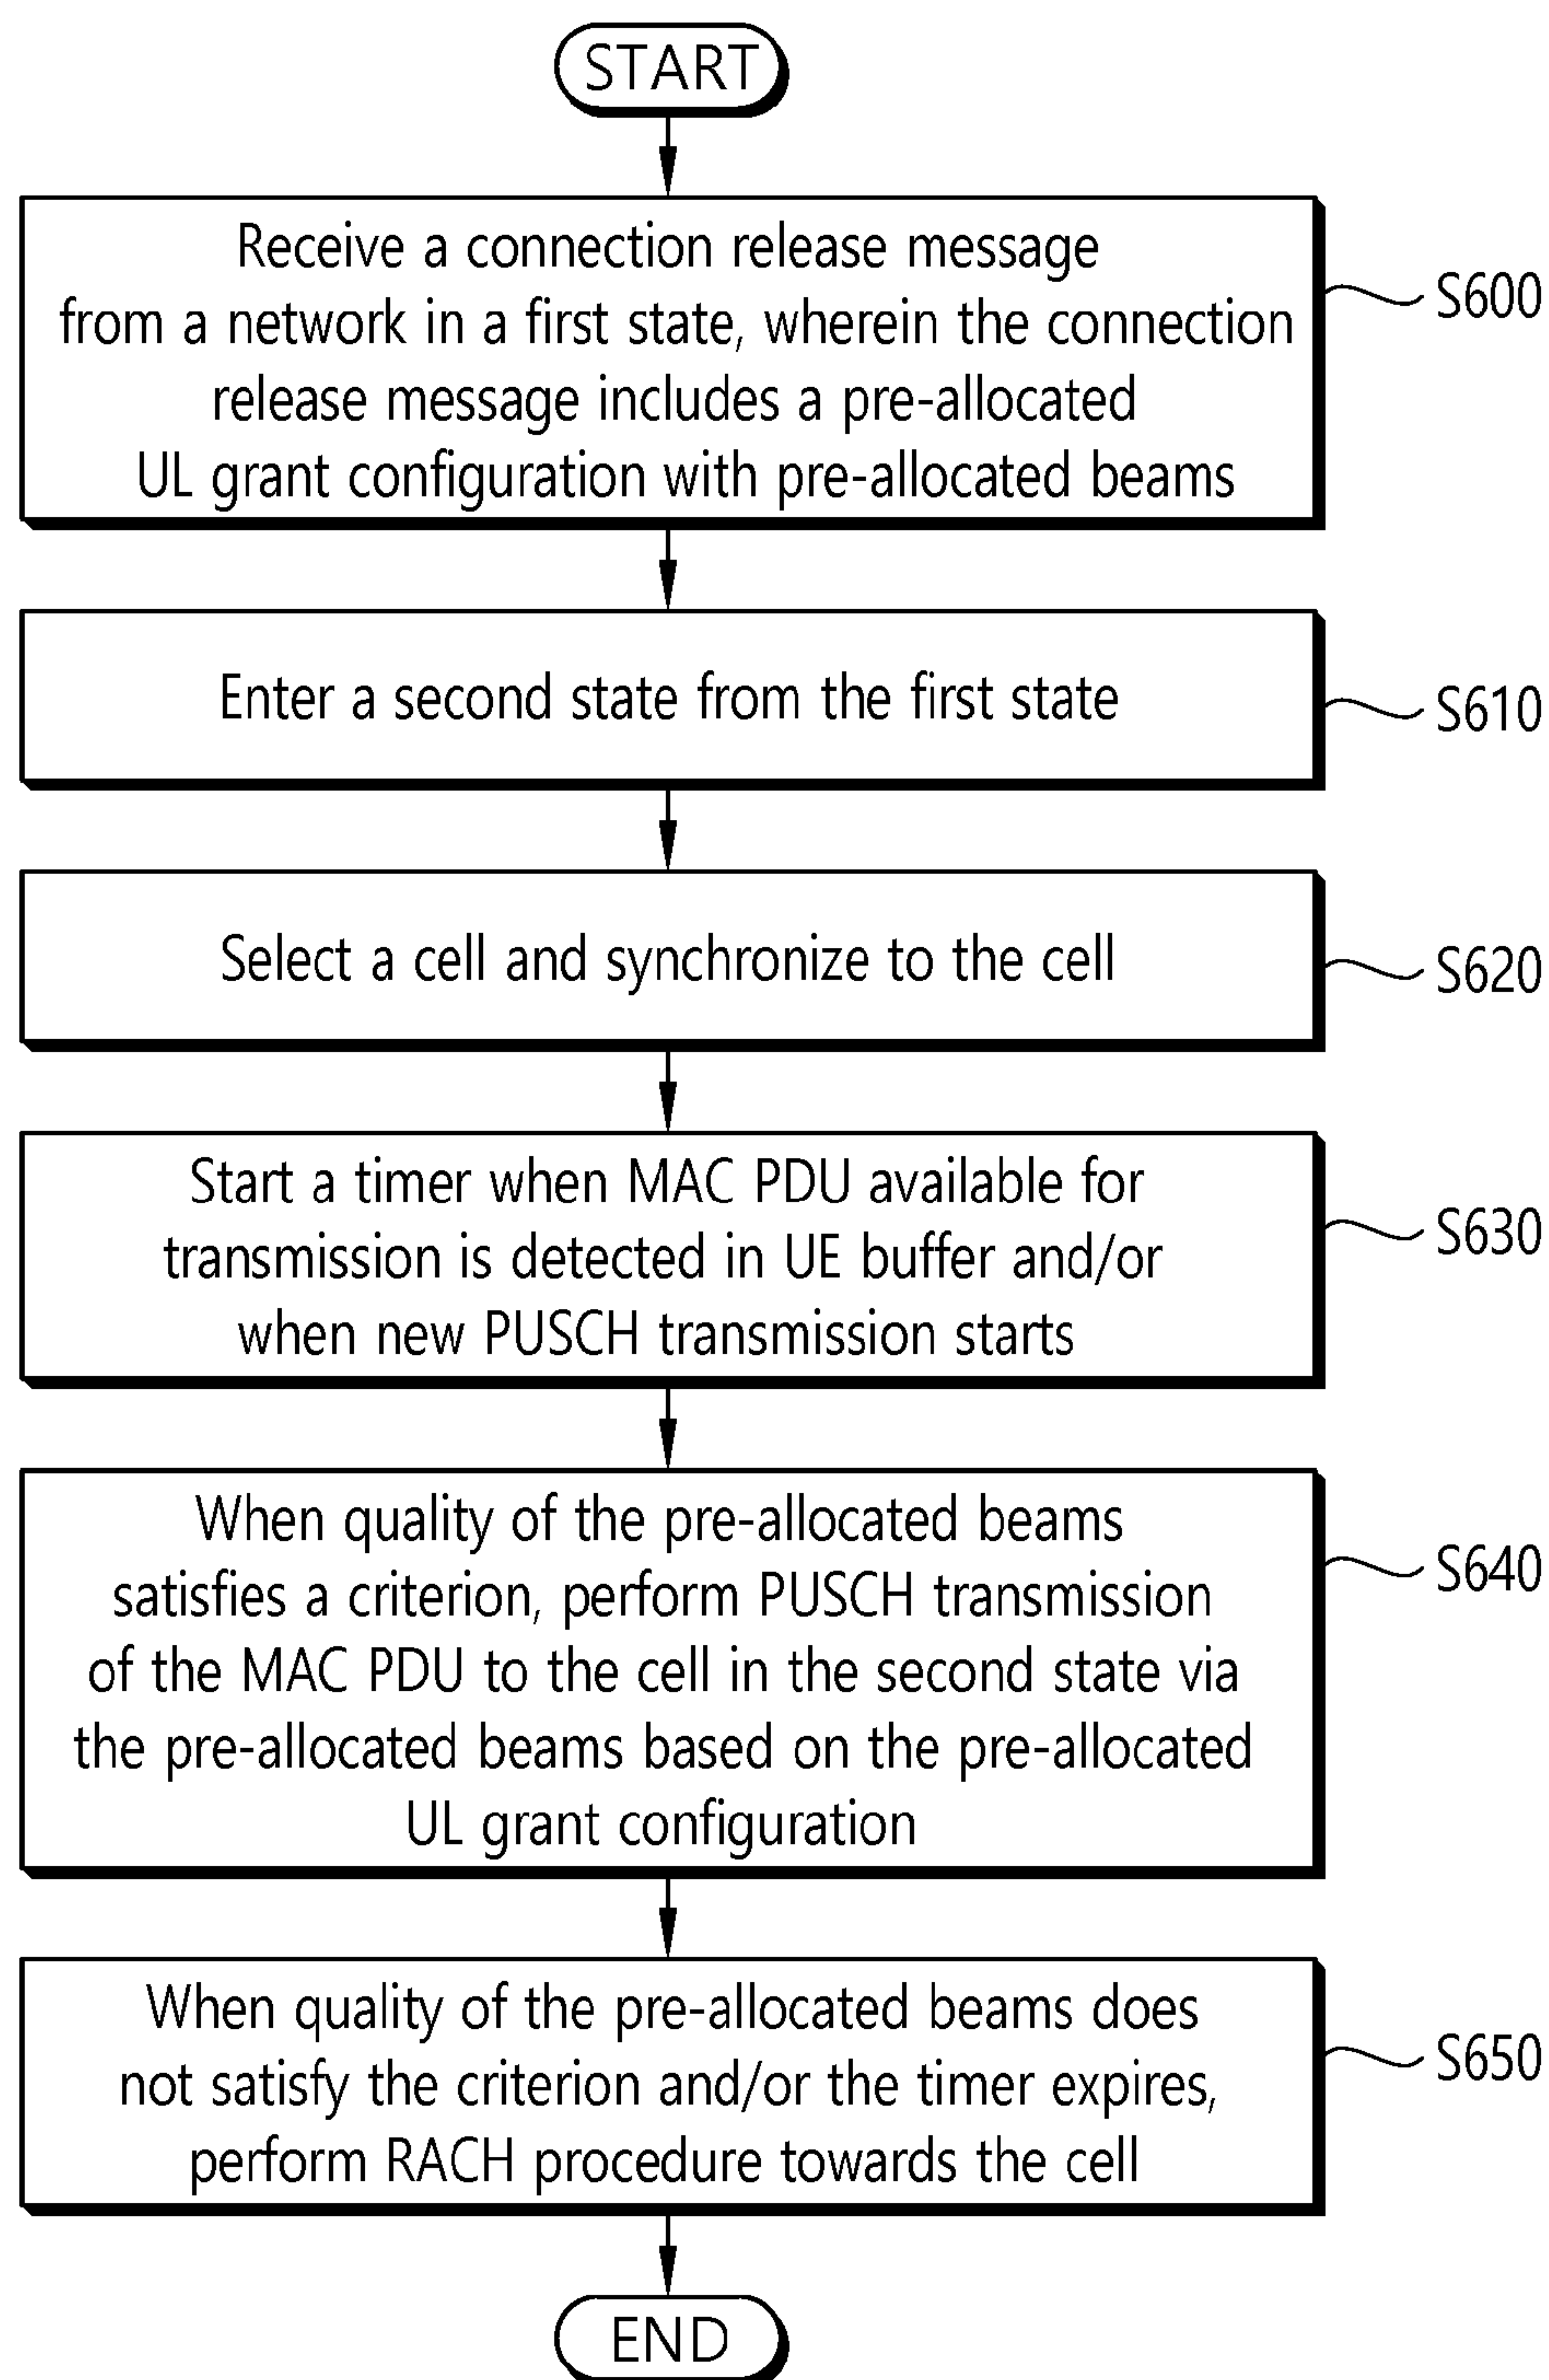 START
Receive a connection release message
from a network in a first state, wherein the connection
release message includes a pre-allocated
UL grant configuration with pre-allocated beams
S600
Enter a second state from the first state
S610
Select a cell and synchronize to the cell
S620
Start a timer when MAC PDU available for
transmission is detected in UE buffer and/or
when new PUSCH transmission starts
S630
When quality of the pre-allocated beams
satisfies a criterion, perform PUSCH transmission
of the MAC PDU to the cell in the second state via
the pre-allocated beams based on the pre-allocated
UL grant configuration
S640
When quality of the pre-allocated beams does
not satisfy the criterion and/or the timer expires,
perform RACH procedure towards the cell
S650
END